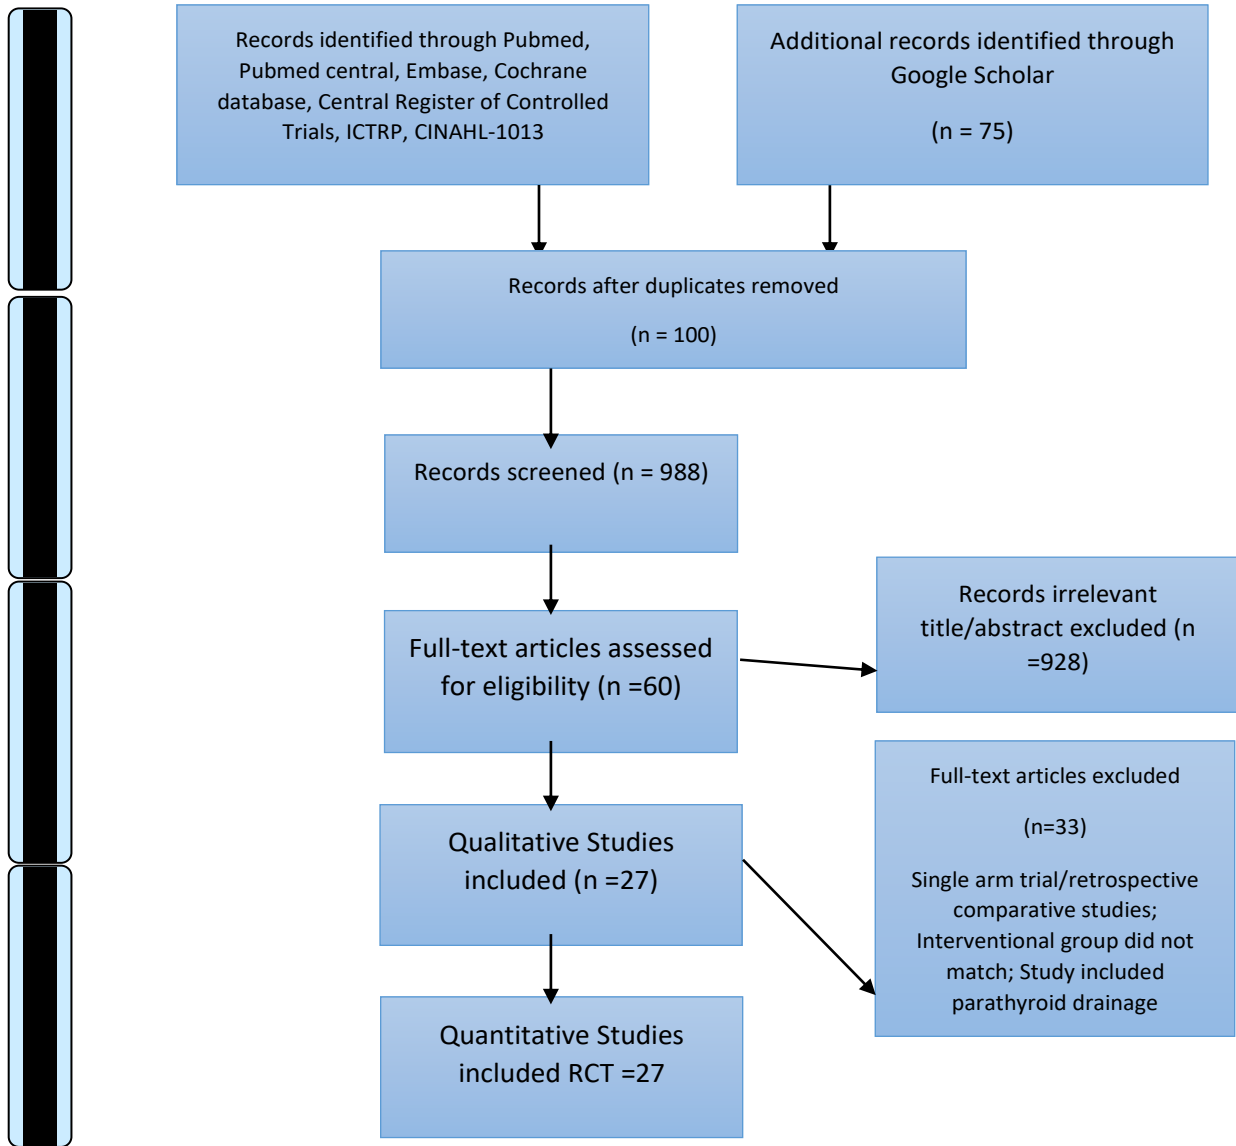 Records identified through Pubmed,
Pubmed central, Embase, Cochrane
database, Central Register of Controlled
Trials, ICTRP, CINAHL-1013
Additional records identified through
Google Scholar
(n = 75)
Records after duplicates removed
(n = 100)
Records screened (n = 988)
Full-text articles assessed
for eligibility (n =60)
Records irrelevant
title/abstract excluded (n
=928)
Qualitative Studies
included (n =27)
Full-text articles excluded
(n=33)
Single arm trial/retrospective
comparative studies;
Interventional group did not
match; Study included
parathyroid drainage
Quantitative Studies
included RCT =27